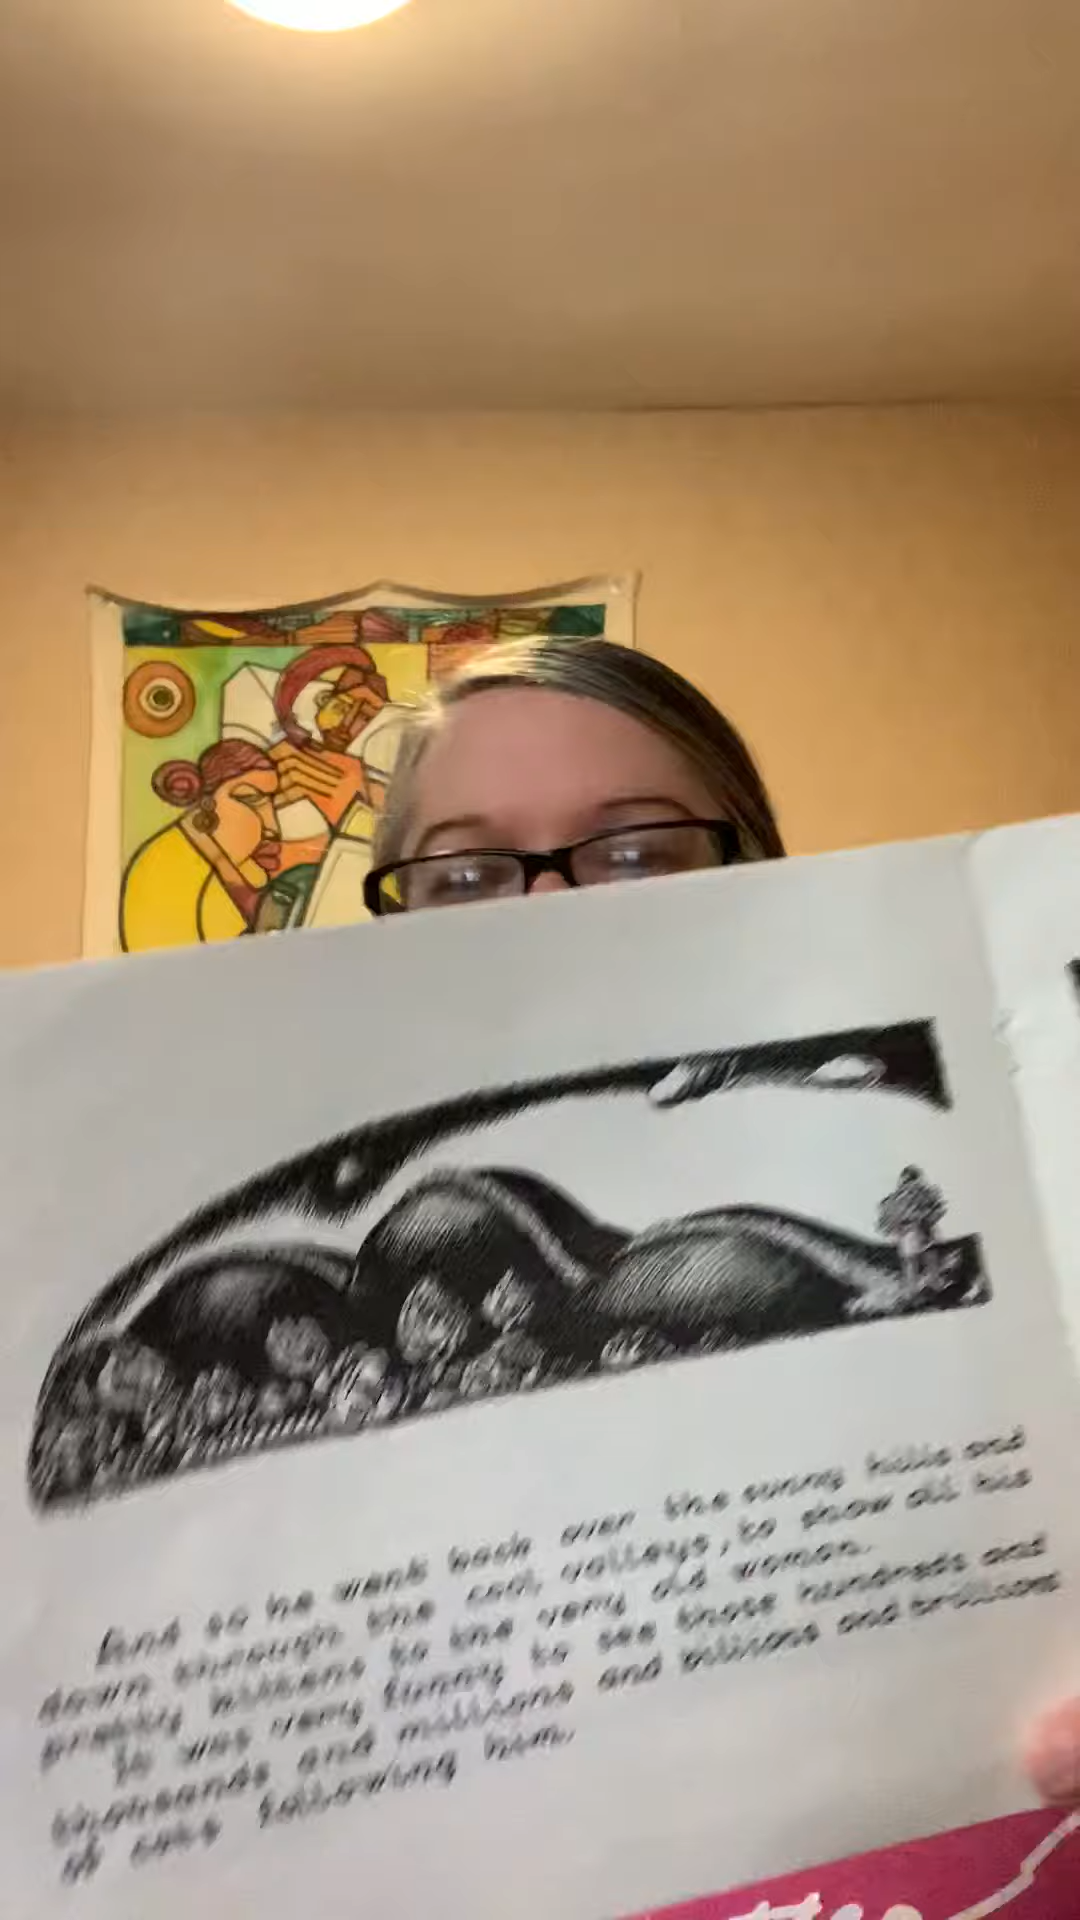 And so he went back over the sunny hills and
down through the cool valleys, to show all his
pretty kittens to the very old woman.
It was very funny to see those hundreds and
thousands and millions and billions and trillions
of cats following him.